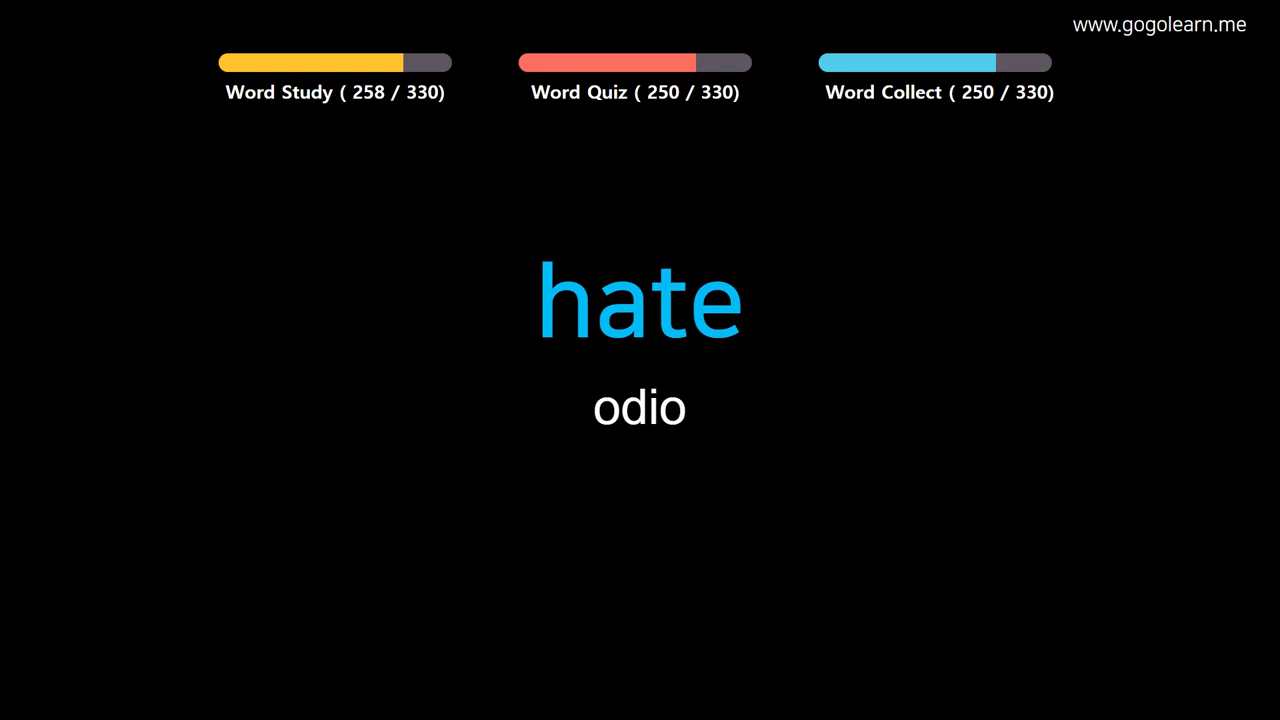 www.gogolearn.me
Word Study ( 258 / 330)
Word Quiz ( 250 / 330)
Word Collect ( 250 / 330)
hate
odio